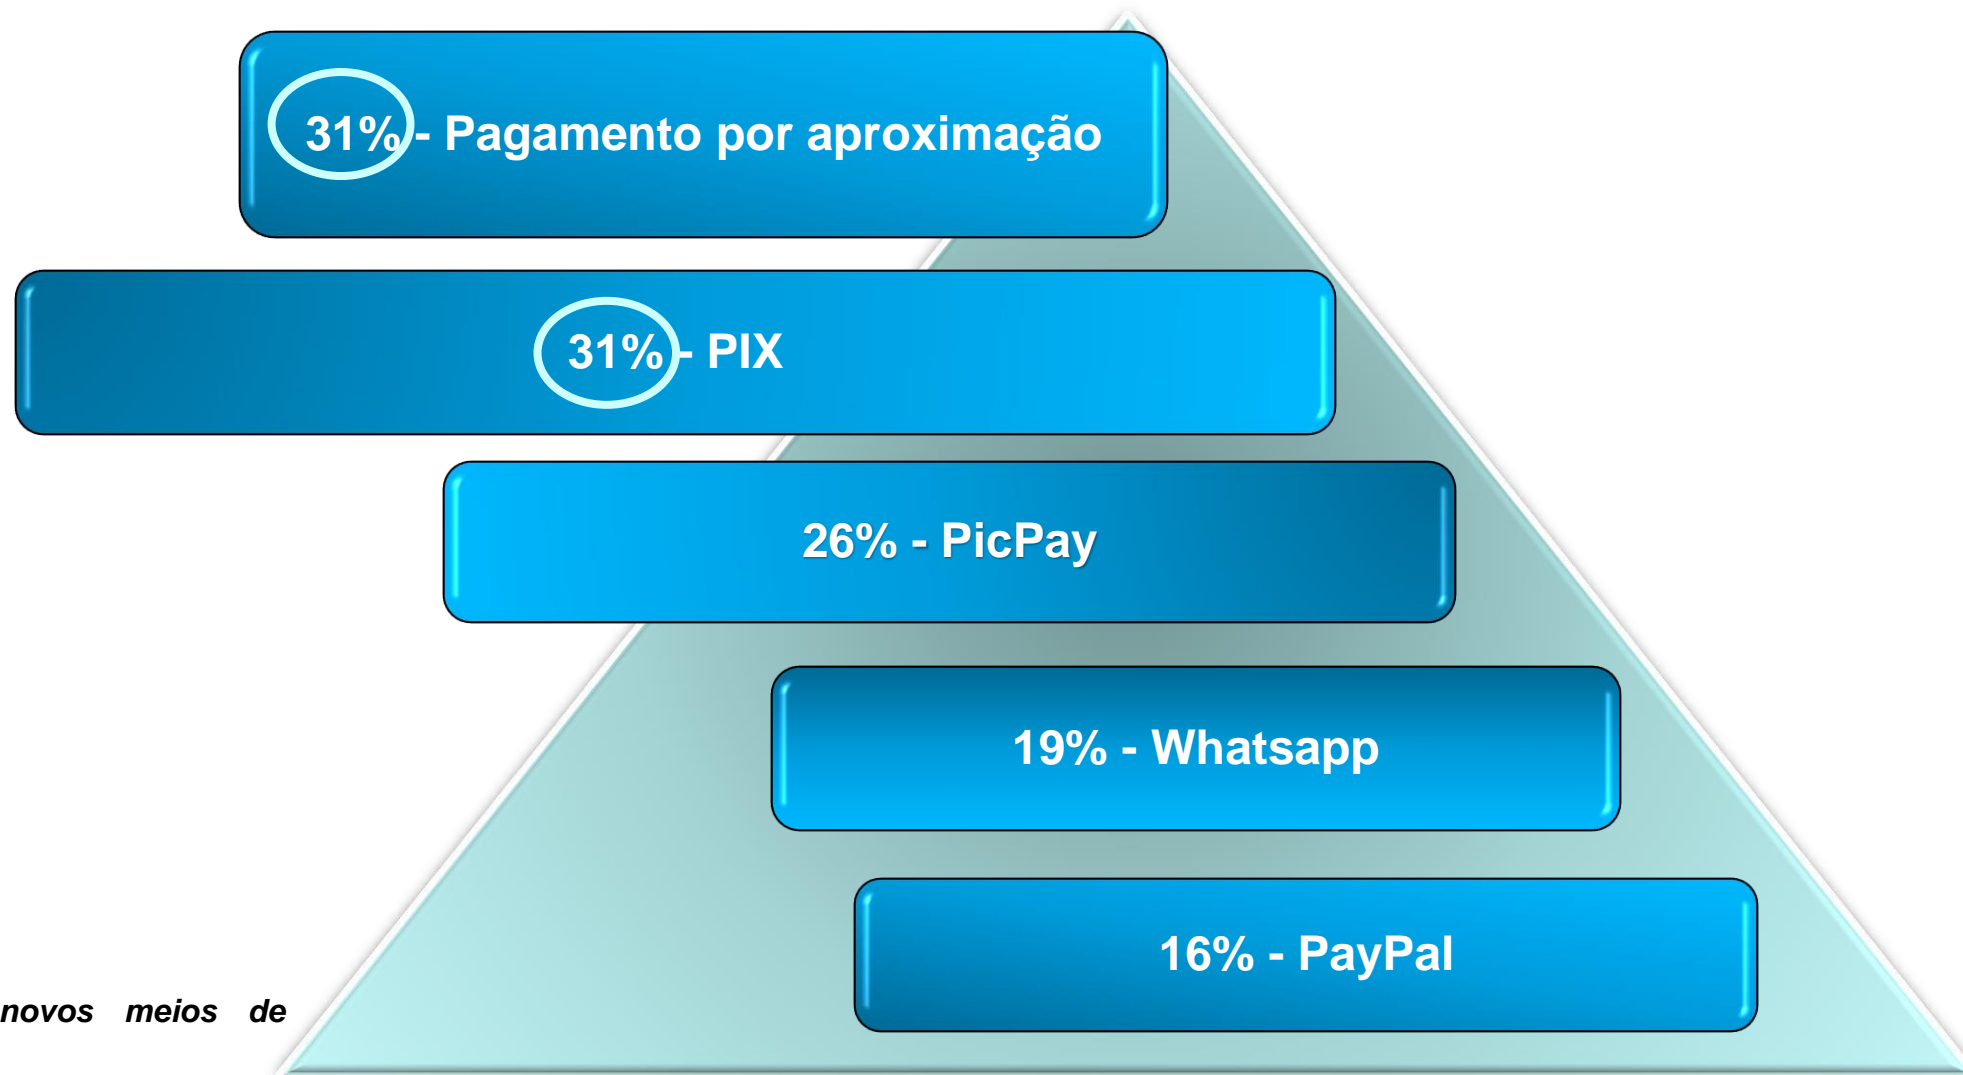 31% - Pagamento por aproximação
31% - PIX
26% - PicPay
19% - Whatsapp
16% - PayPal
novos meios de